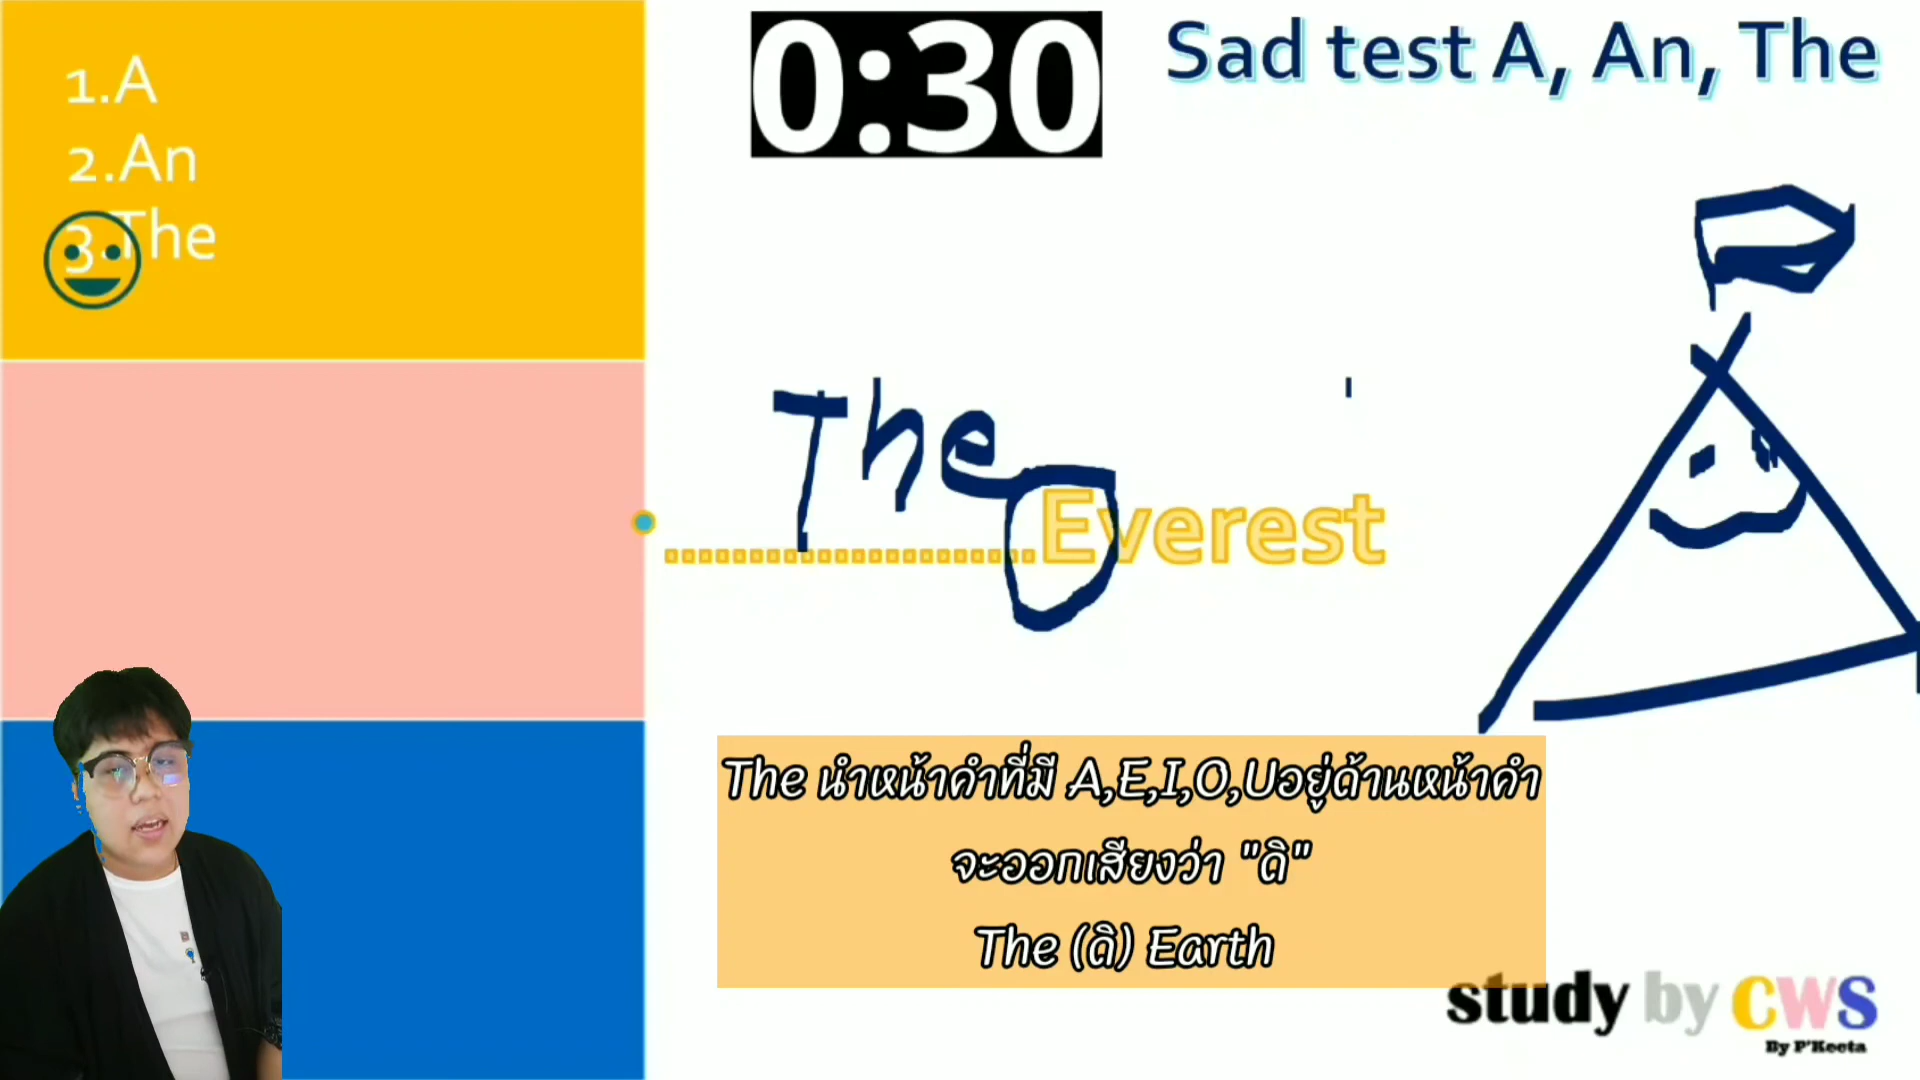 1.A
2.An
3.The
0:30
Sad test A, An, The
The
......................Everest
The นำหน้าคำที่มี A,E,I,O,Uอยู่ด้านหน้าคำ
จะออกเสียงว่า "ดิ"
The (ดิ) Earth
study by CWS
By P'Keeta